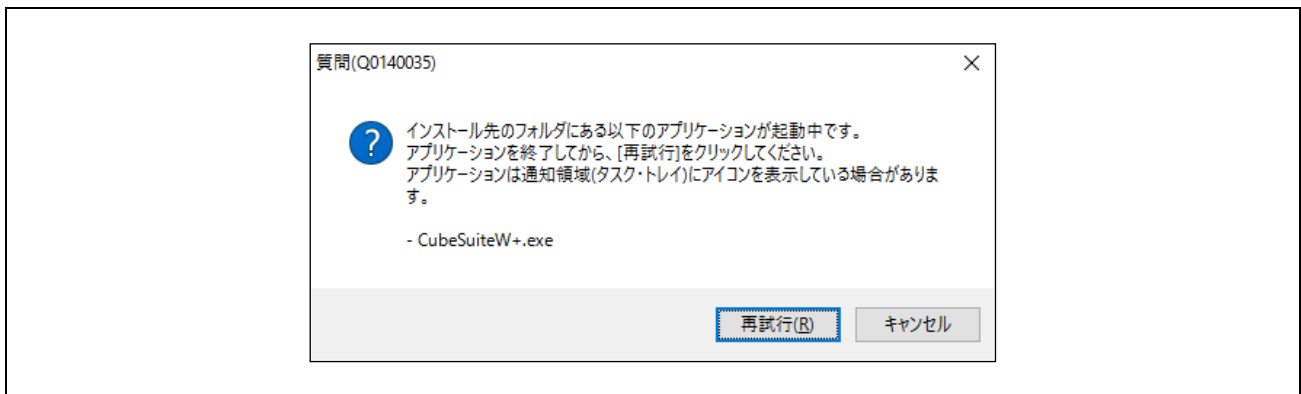 質問(Q0140035)
インストール先のフォルダにある以下のアプリケーションが起動中です。
アプリケーションを終了してから、[再試行]をクリックしてください。
アプリケーションは通知領域(タスク・トレイ)にアイコンを表示している場合がありま
す。
- CubeSuiteW+.exe
再試行(R)
キャンセル